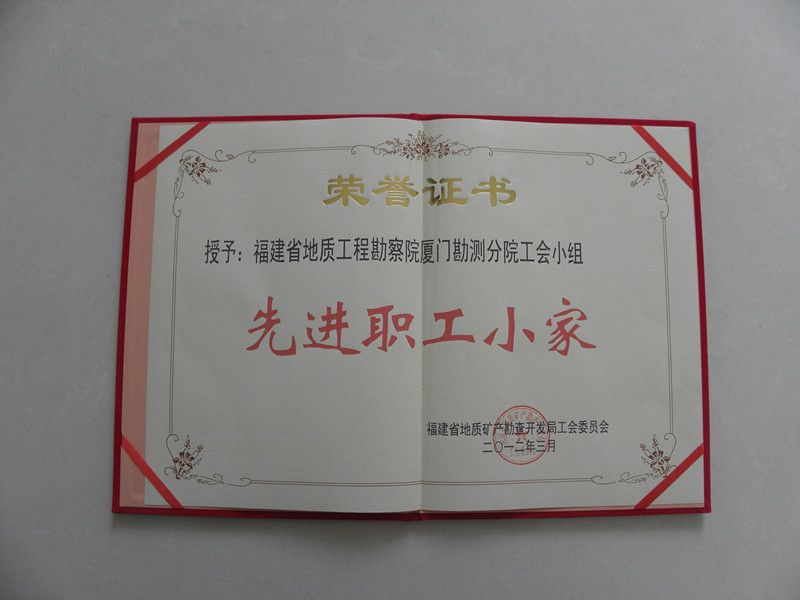 荣誉证书
授予：福建省地质工程勘察院厦门勘测分院工会小组
先进职工小家
福建省地质矿产勘查开发局工会委员会
二〇一二年三月